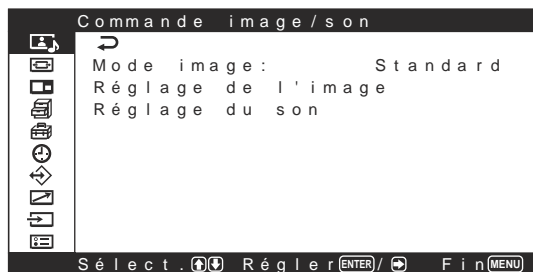 Commande image/son
Mode image: Standard
Réglage de l'image
Réglage du son
Sélect. Régler ENTER / Fin MENU